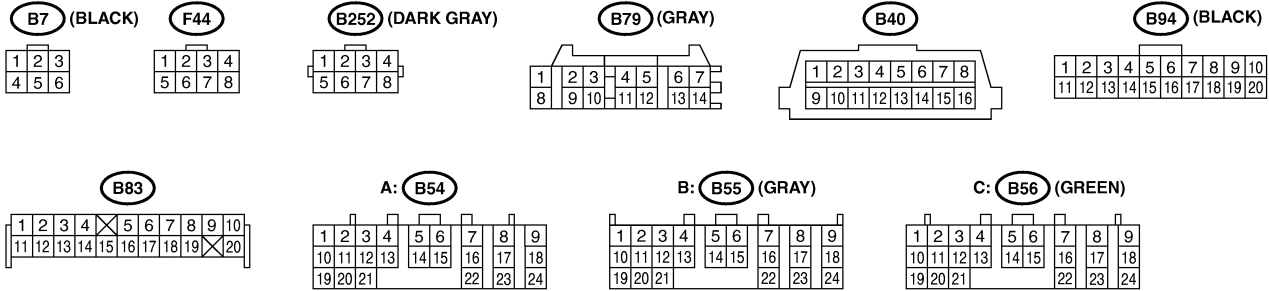 B7 (BLACK) F44 B252 (DARK GRAY) B79 (GRAY) B40 B94 (BLACK)
1 2 3 1 2 3 4 1 2 3 4 1 2 3 4 5 6 7 1 2 3 4 5 6 7 8 1 2 3 4 5 6 7 8 9 10
4 5 6 5 6 7 8 5 6 7 8 8 9 10 11 12 13 14 9 10 11 12 13 14 15 16 11 12 13 14 15 16 17 18 19 20
B83 A: B54 B: B55 (GRAY) C: B56 (GREEN)
1 2 3 4 5 6 7 8 9 10 1 2 3 4 5 6 7 8 9 1 2 3 4 5 6 7 8 9 1 2 3 4 5 6 7 8 9
11 12 13 14 15 16 17 18 19 20 10 11 12 13 14 15 16 17 18 10 11 12 13 14 15 16 17 18 10 11 12 13 14 15 16 17 18
19 20 21 22 23 24 19 20 21 22 23 24 19 20 21 22 23 24